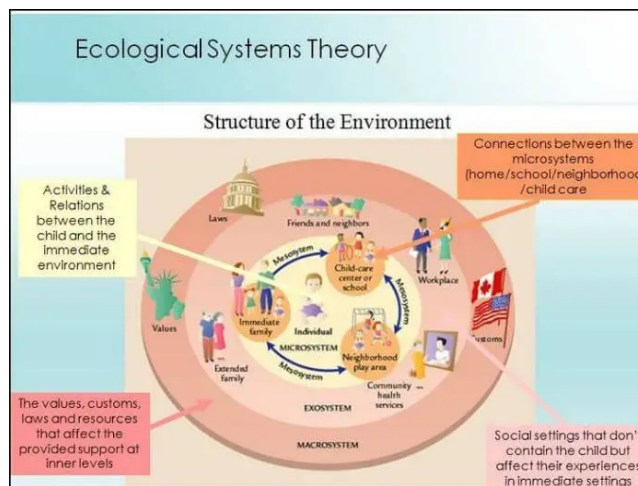 Ecological Systems Theory
Structure of the Environment
Connections between the
microsystems
(home/school/neighborhood
/child care
Activities &
Relations
between the
child and the
immediate
environment
Laws
Friends and neighbors
Mesosytem
Child-care
center or
school
Workplace
Mesosystem
Values
Immediate
family
Individual
MICROSYSTEM
Neighborhood
play area
Customs
Extended
family
Mesosystem
Community
health
services
EXOSYSTEM
MACROSYSTEM
The values, customs,
laws and resources
that affect the
provided support at
inner levels
Social settings that don't
contain the child but
affect their experiences
in immediate settings